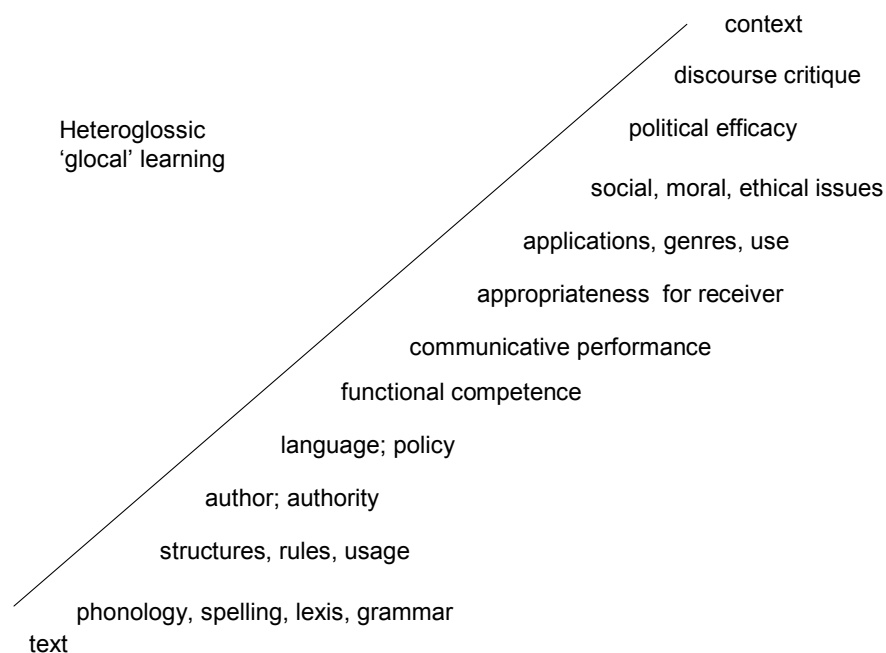 context
discourse critique
Heteroglossic
political efficacy
‘glocal’ learning
social, moral, ethical issues
applications, genres, use
appropriateness for receiver
communicative performance
functional competence
language; policy
author; authority
structures, rules, usage
phonology, spelling, lexis, grammar
text